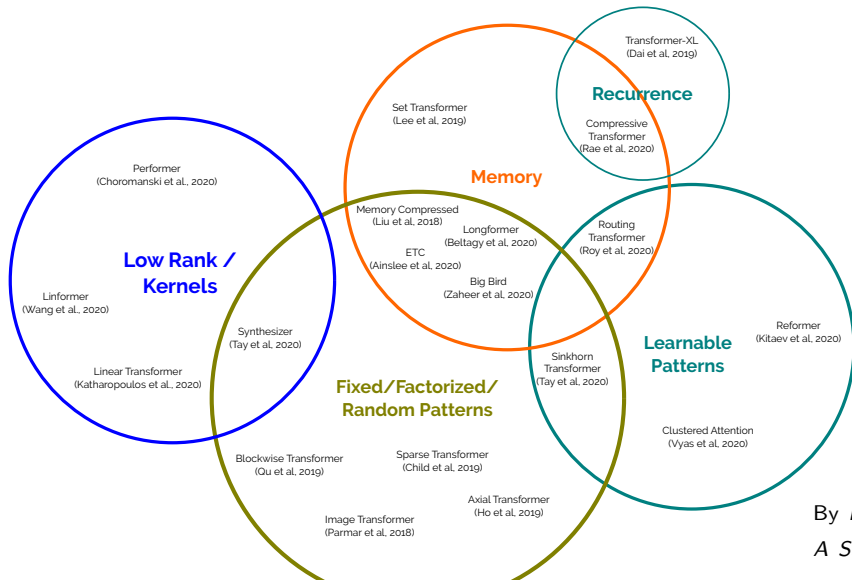 Transformer-XL
(Dai et al, 2019)
Recurrence
Set Transformer
(Lee et al, 2019)
Compressive
Transformer
(Rae et al, 2020)
Performer
(Choromanski et al., 2020)
Memory
Memory Compressed
(Liu et al, 2018)
Longformer
(Beltagy et al, 2020)
Routing
Transformer
(Roy et al, 2020)
ETC
(Ainslee et al, 2020)
Low Rank /
Kernels
Big Bird
(Zaheer et al, 2020)
Linformer
(Wang et al., 2020)
Synthesizer
(Tay et al, 2020)
Reformer
(Kitaev et al, 2020)
Learnable
Patterns
Sinkhorn
Transformer
(Tay et al, 2020)
Linear Transformer
(Katharopoulos et al., 2020)
Fixed/Factorized/
Random Patterns
Clustered Attention
(Vyas et al, 2020)
Blockwise Transformer
(Qu et al, 2019)
Sparse Transformer
(Child et al, 2019)
Axial Transformer
(Ho et al, 2019)
Image Transformer
(Parmar et al, 2018)
By
A S